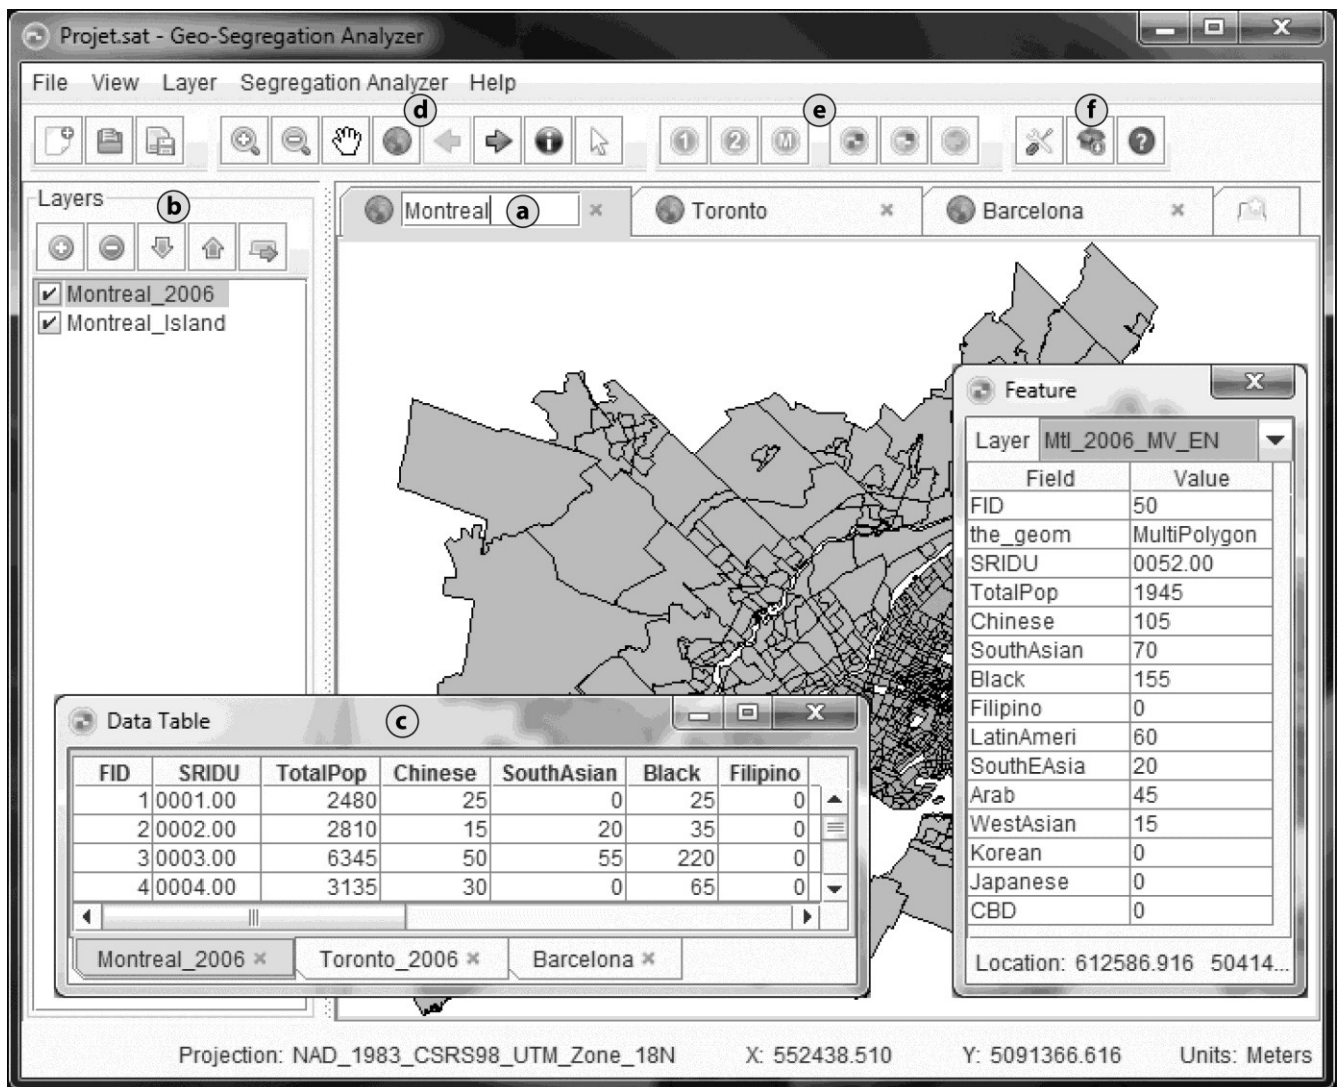 Projet.sat - Geo-Segregation Analyzer
File View Layer Segregation Analyzer Help
d
e
f
1 2 M
i
?
Layers
b
Montreal a
Toronto
Barcelona
Montreal_2006
Montreal_Island
Feature
Layer Mtl_2006_MV_EN
Field Value
FID 50
the_geom MultiPolygon
SRIDU 0052.00
TotalPop 1945
Chinese 105
SouthAsian 70
Black 155
Filipino 0
LatinAmeri 60
SouthEAsia 20
Arab 45
WestAsian 15
Korean 0
Japanese 0
CBD 0
Location: 612586.916 50414...
Data Table
c
FID SRIDU TotalPop Chinese SouthAsian Black Filipino
1 0001.00 2480 25 0 25 0
2 0002.00 2810 15 20 35 0
3 0003.00 6345 50 55 220 0
4 0004.00 3135 30 0 65 0
Montreal_2006 Toronto_2006 Barcelona
Projection: NAD_1983_CSRS98_UTM_Zone_18N X: 552438.510 Y: 5091366.616 Units: Meters